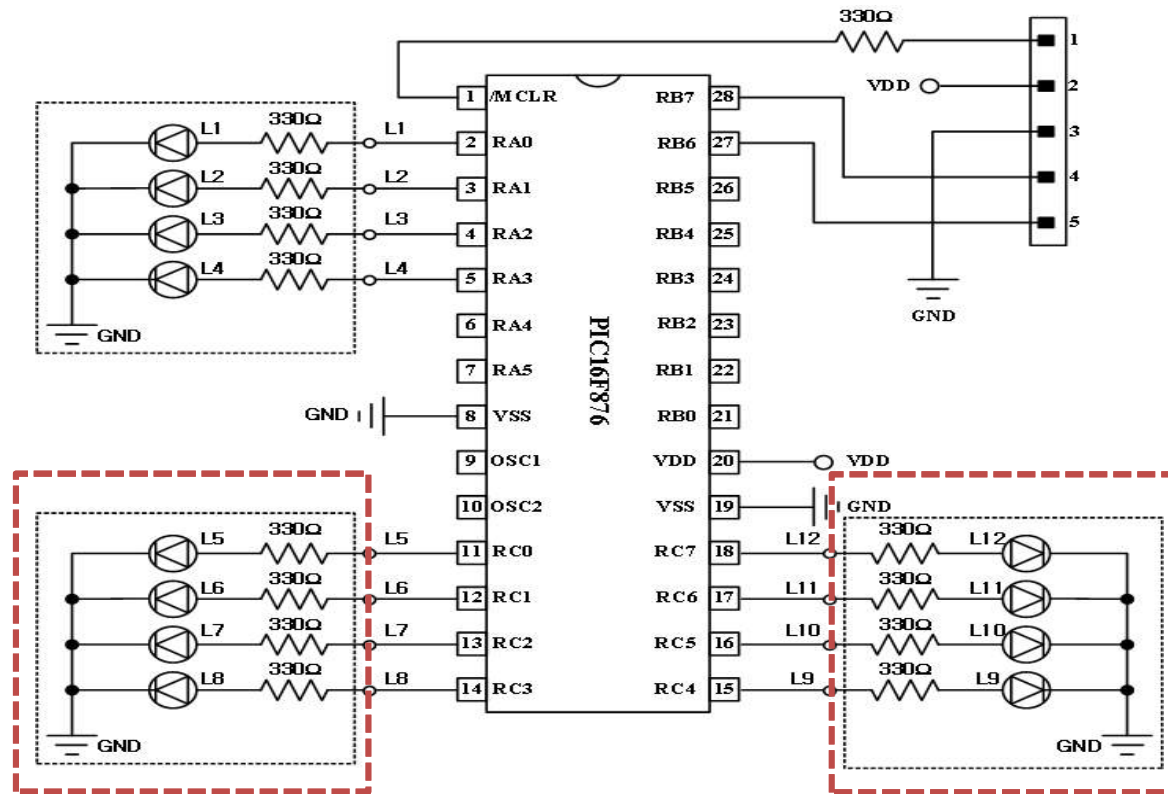 330Ω
1
VDD
2
3
4
5
GND
1 /MCLR RB7 28
2 RA0 RB6 27
3 RA1 RB5 26
4 RA2 RB4 25
5 RA3 RB3 24
6 RA4 RB2 23
7 RA5 RB1 22
8 VSS RB0 21
9 OSC1 VDD 20
10 OSC2 VSS 19
11 RC0 RC7 18
12 RC1 RC6 17
13 RC2 RC5 16
14 RC3 RC4 15
PIC16F876
L1 330Ω L1
L2 330Ω L2
L3 330Ω L3
L4 330Ω L4
GND
GND
VDD
GND
L5 330Ω L5
L6 330Ω L6
L7 330Ω L7
L8 330Ω L8
GND
L12 330Ω L12
L11 330Ω L11
L10 330Ω L10
L9 330Ω L9
GND